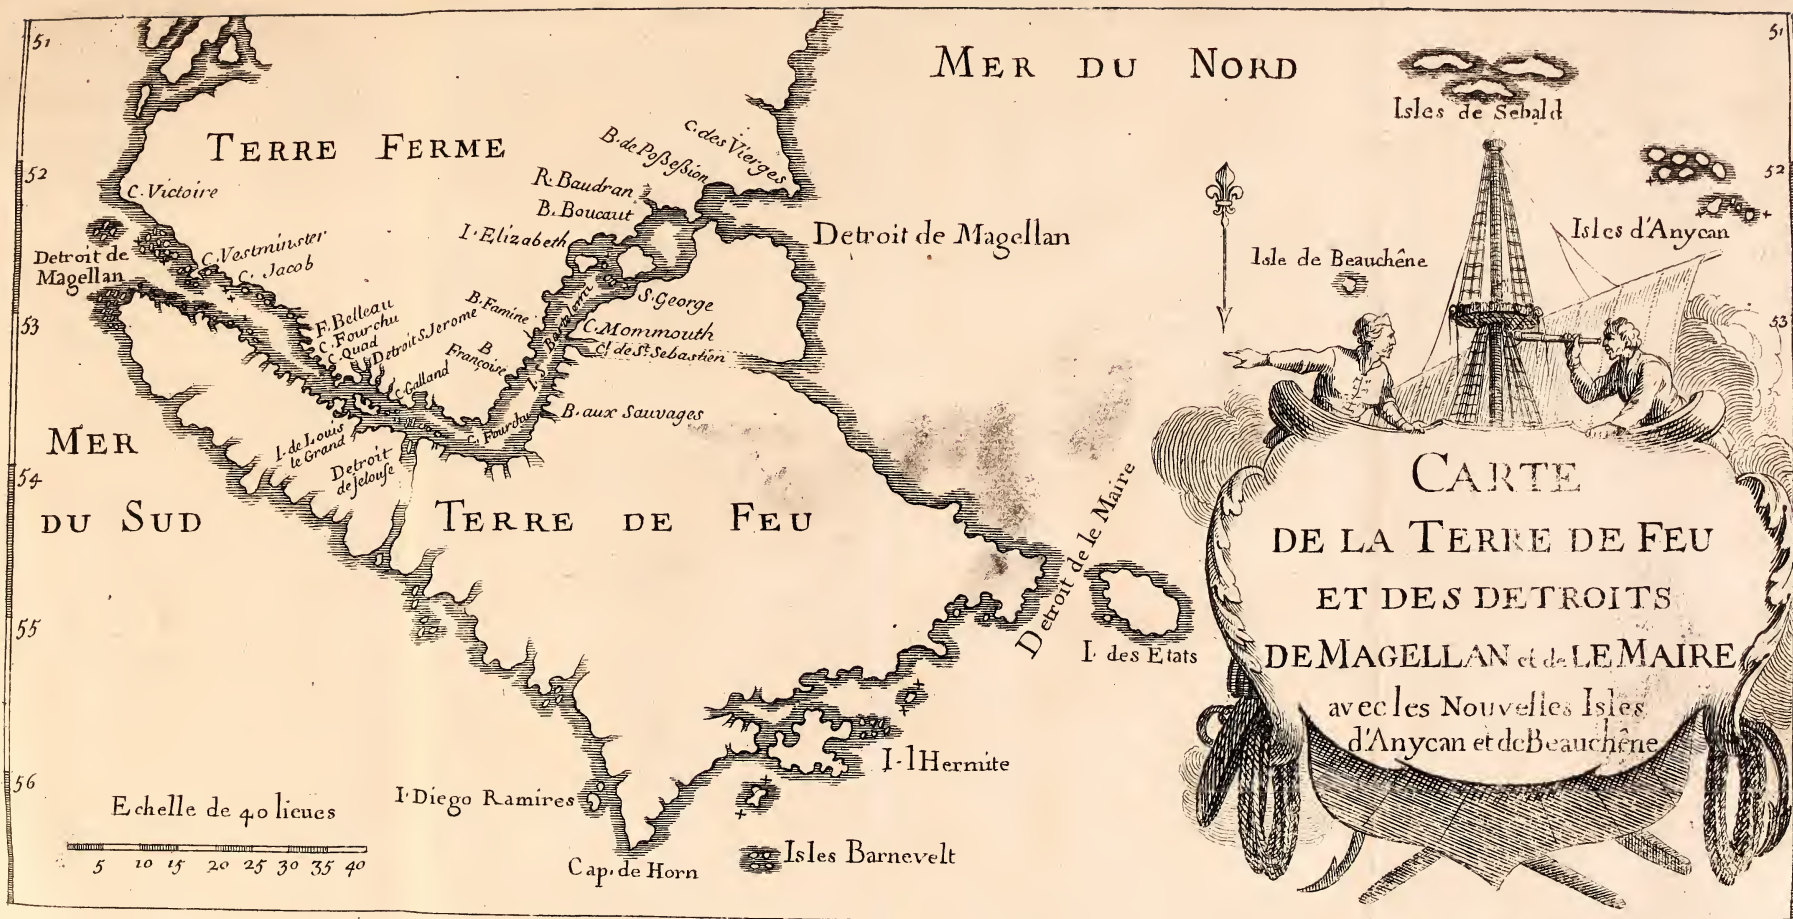 51
51
MER DU NORD
Isles de Sebald
TERRE FERME
C. des Vierges
B. de Poßeßion
R. Baudran
B. Boucaut
I. Elizabeth
52
52
C. Victoire
Detroit de Magellan
Isles d'Anycan
Isle de Beauchêne
Detroit de
Magellan
C. Vestminster
C. Jacob
53
53
F. Belleau
C. Fourchu
C. Quad
Detroit S. Jerome
B. Famine
B.
Françoise
C. Galland
S. George
C. Mommouth
C! de St. Sebastien
B. aux Sauvages
I. de Louis
le Grand
Detroit
de Jelouse
MER
DU SUD
54
TERRE DE FEU
Detroit de le Maire
I. des Etats
55
I. l'Hermite
56
I. Diego Ramires
Cap. de Horn
Isles Barnevelt
Echelle de 40 lieues
5 10 15 20 25 30 35 40
CARTE
DE LA TERRE DE FEU
ET DES DETROITS
DE MAGELLAN et de LE MAIRE
avec les Nouvelles Isles
d'Anycan et de Beauchêne